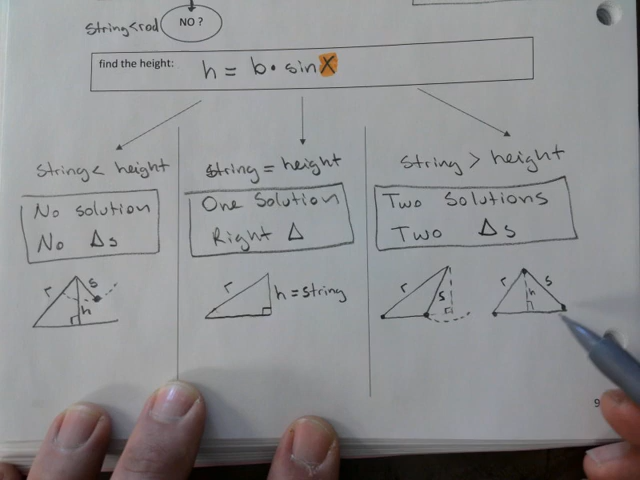 String<rod
NO?
find the height: h = b • sin X
String < height
String = height
String > height
No solution
No Δs
One Solution
Right Δ
Two Solutions
Two Δs
r s
h
r h = string
r s
r s
h
9